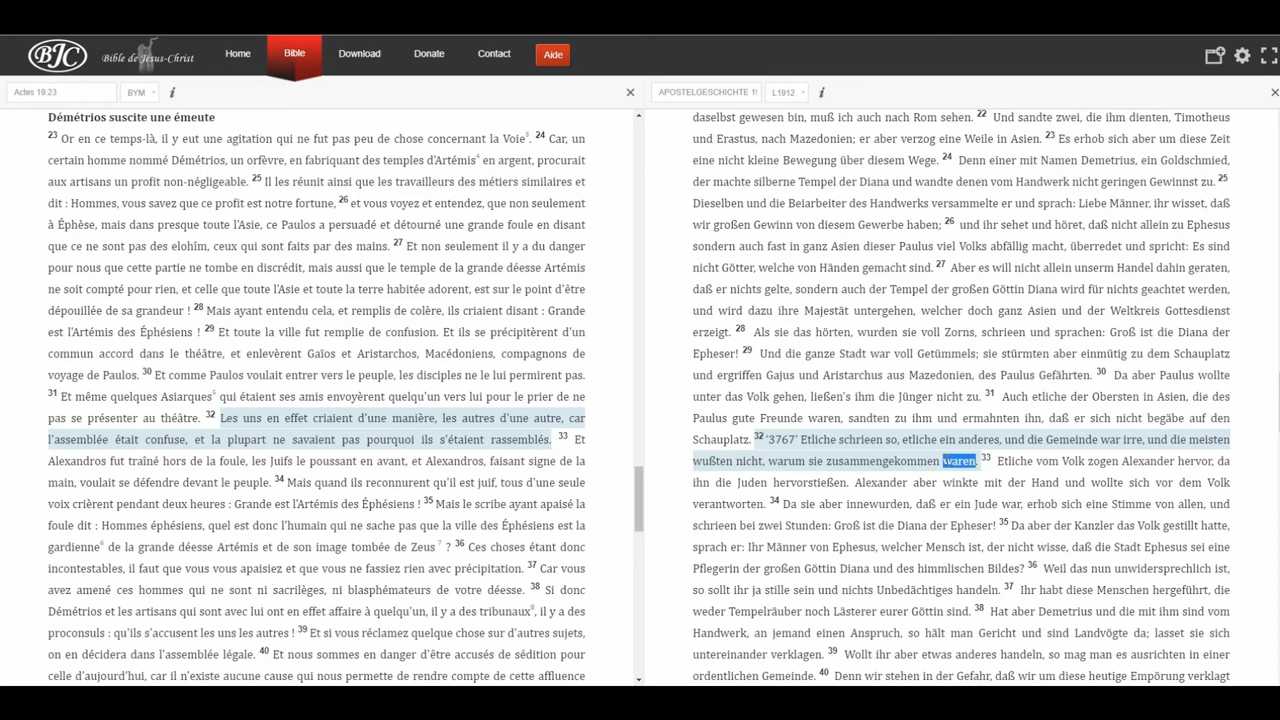 BJC Bible de Jésus-Christ Home Bible Download Donate Contact Aide
Actes 19:23 BYM
Démétrios suscite une émeute
23 Or en ce temps-là, il y eut une agitation qui ne fut pas peu de chose concernant la Voie3. 24 Car, un
certain homme nommé Démétrios, un orfèvre, en fabriquant des temples d'Artémis4 en argent, procurait
aux artisans un profit non-négligeable. 25 Il les réunit ainsi que les travailleurs des métiers similaires et
dit : Hommes, vous savez que ce profit est notre fortune, 26 et vous voyez et entendez, que non seulement
à Éphèse, mais dans presque toute l'Asie, ce Paulos a persuadé et détourné une grande foule en disant
que ce ne sont pas des elohîm, ceux qui sont faits par des mains. 27 Et non seulement il y a du danger
pour nous que cette partie ne tombe en discrédit, mais aussi que le temple de la grande déesse Artémis
ne soit compté pour rien, et celle que toute l'Asie et toute la terre habitée adorent, est sur le point d'être
dépouillée de sa grandeur ! 28 Mais ayant entendu cela, et remplis de colère, ils criaient disant : Grande
est l'Artémis des Éphésiens ! 29 Et toute la ville fut remplie de confusion. Et ils se précipitèrent d'un
commun accord dans le théâtre, et enlevèrent Gaïos et Aristarchos, Macédoniens, compagnons de
voyage de Paulos. 30 Et comme Paulos voulait entrer vers le peuple, les disciples ne le lui permirent pas.
31 Et même quelques Asiarques5 qui étaient ses amis envoyèrent quelqu'un vers lui pour le prier de ne
pas se présenter au théâtre. 32 Les uns en effet criaient d'une manière, les autres d'une autre, car
l'assemblée était confuse, et la plupart ne savaient pas pourquoi ils s'étaient rassemblés. 33 Et
Alexandros fut traîné hors de la foule, les Juifs le poussant en avant, et Alexandros, faisant signe de la
main, voulait se défendre devant le peuple. 34 Mais quand ils reconnurent qu'il est juif, tous d'une seule
voix crièrent pendant deux heures : Grande est l'Artémis des Éphésiens ! 35 Mais le scribe ayant apaisé la
foule dit : Hommes éphésiens, quel est donc l'humain qui ne sache pas que la ville des Éphésiens est la
gardienne6 de la grande déesse Artémis et de son image tombée de Zeus7 ? 36 Ces choses étant donc
incontestables, il faut que vous vous apaisiez et que vous ne fassiez rien avec précipitation. 37 Car vous
avez amené ces hommes qui ne sont ni sacrilèges, ni blasphémateurs de votre déesse. 38 Si donc
Démétrios et les artisans qui sont avec lui ont en effet affaire à quelqu'un, il y a des tribunaux8, il y a des
proconsuls : qu'ils s'accusent les uns les autres ! 39 Et si vous réclamez quelque chose sur d'autres sujets,
on en décidera dans l'assemblée légale. 40 Et nous sommes en danger d'être accusés de sédition pour
celle d'aujourd'hui, car il n'existe aucune cause qui nous permette de rendre compte de cette affluence
APOSTELGESCHICHTE 1 L1912
daselbst gewesen bin, muß ich auch nach Rom sehen. 22 Und sandte zwei, die ihm dienten, Timotheus
und Erastus, nach Mazedonien; er aber verzog eine Weile in Asien. 23 Es erhob sich aber um diese Zeit
eine nicht kleine Bewegung über diesem Wege. 24 Denn einer mit Namen Demetrius, ein Goldschmied,
der machte silberne Tempel der Diana und wandte denen vom Handwerk nicht geringen Gewinnst zu. 25
Dieselben und die Beiarbeiter des Handwerks versammelte er und sprach: Liebe Männer, ihr wisset, daß
wir großen Gewinn von diesem Gewerbe haben; 26 und ihr sehet und höret, daß nicht allein zu Ephesus
sondern auch fast in ganz Asien dieser Paulus viel Volks abfällig macht, überredet und spricht: Es sind
nicht Götter, welche von Händen gemacht sind. 27 Aber es will nicht allein unserm Handel dahin geraten,
daß er nichts gelte, sondern auch der Tempel der großen Göttin Diana wird für nichts geachtet werden,
und wird dazu ihre Majestät untergehen, welcher doch ganz Asien und der Weltkreis Gottesdienst
erzeigt. 28 Als sie das hörten, wurden sie voll Zorns, schrieen und sprachen: Groß ist die Diana der
Epheser! 29 Und die ganze Stadt war voll Getümmels; sie stürmten aber einmütig zu dem Schauplatz
und ergriffen Gajus und Aristarchus aus Mazedonien, des Paulus Gefährten. 30 Da aber Paulus wollte
unter das Volk gehen, ließen's ihm die Jünger nicht zu. 31 Auch etliche der Obersten in Asien, die des
Paulus gute Freunde waren, sandten zu ihm und ermahnten ihn, daß er sich nicht begäbe auf den
Schauplatz. 32 '3767' Etliche schrieen so, etliche ein anderes, und die Gemeinde war irre, und die meisten
wußten nicht, warum sie zusammengekommen waren. 33 Etliche vom Volk zogen Alexander hervor, da
ihn die Juden hervorstießen. Alexander aber winkte mit der Hand und wollte sich vor dem Volk
verantworten. 34 Da sie aber innewurden, daß er ein Jude war, erhob sich eine Stimme von allen, und
schrieen bei zwei Stunden: Groß ist die Diana der Epheser! 35 Da aber der Kanzler das Volk gestillt hatte,
sprach er: Ihr Männer von Ephesus, welcher Mensch ist, der nicht wisse, daß die Stadt Ephesus sei eine
Pflegerin der großen Göttin Diana und des himmlischen Bildes? 36 Weil das nun unwidersprechlich ist,
so sollt ihr ja stille sein und nichts Unbedächtiges handeln. 37 Ihr habt diese Menschen hergeführt, die
weder Tempelräuber noch Lästerer eurer Göttin sind. 38 Hat aber Demetrius und die mit ihm sind vom
Handwerk, an jemand einen Anspruch, so hält man Gericht und sind Landvögte da; lasset sie sich
untereinander verklagen. 39 Wollt ihr aber etwas anderes handeln, so mag man es ausrichten in einer
ordentlichen Gemeinde. 40 Denn wir stehen in der Gefahr, daß wir um diese heutige Empörung verklagt